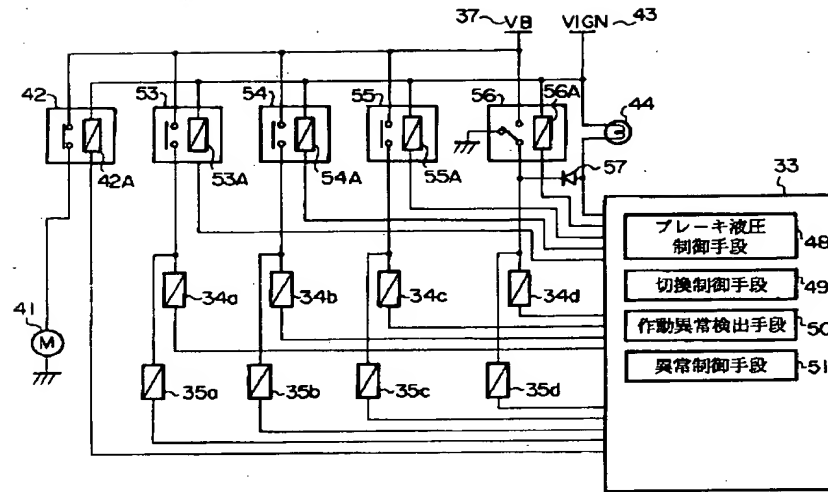 37 VB VIGN 43
42 53 54 55 56 56A 44
42A 53A 54A 55A 57
33
ブレーキ液圧
制御手段 48
切換制御手段 49
作動異常検出手段 50
異常制御手段 51
34a 34b 34c 34d
41
M
35a 35b 35c 35d